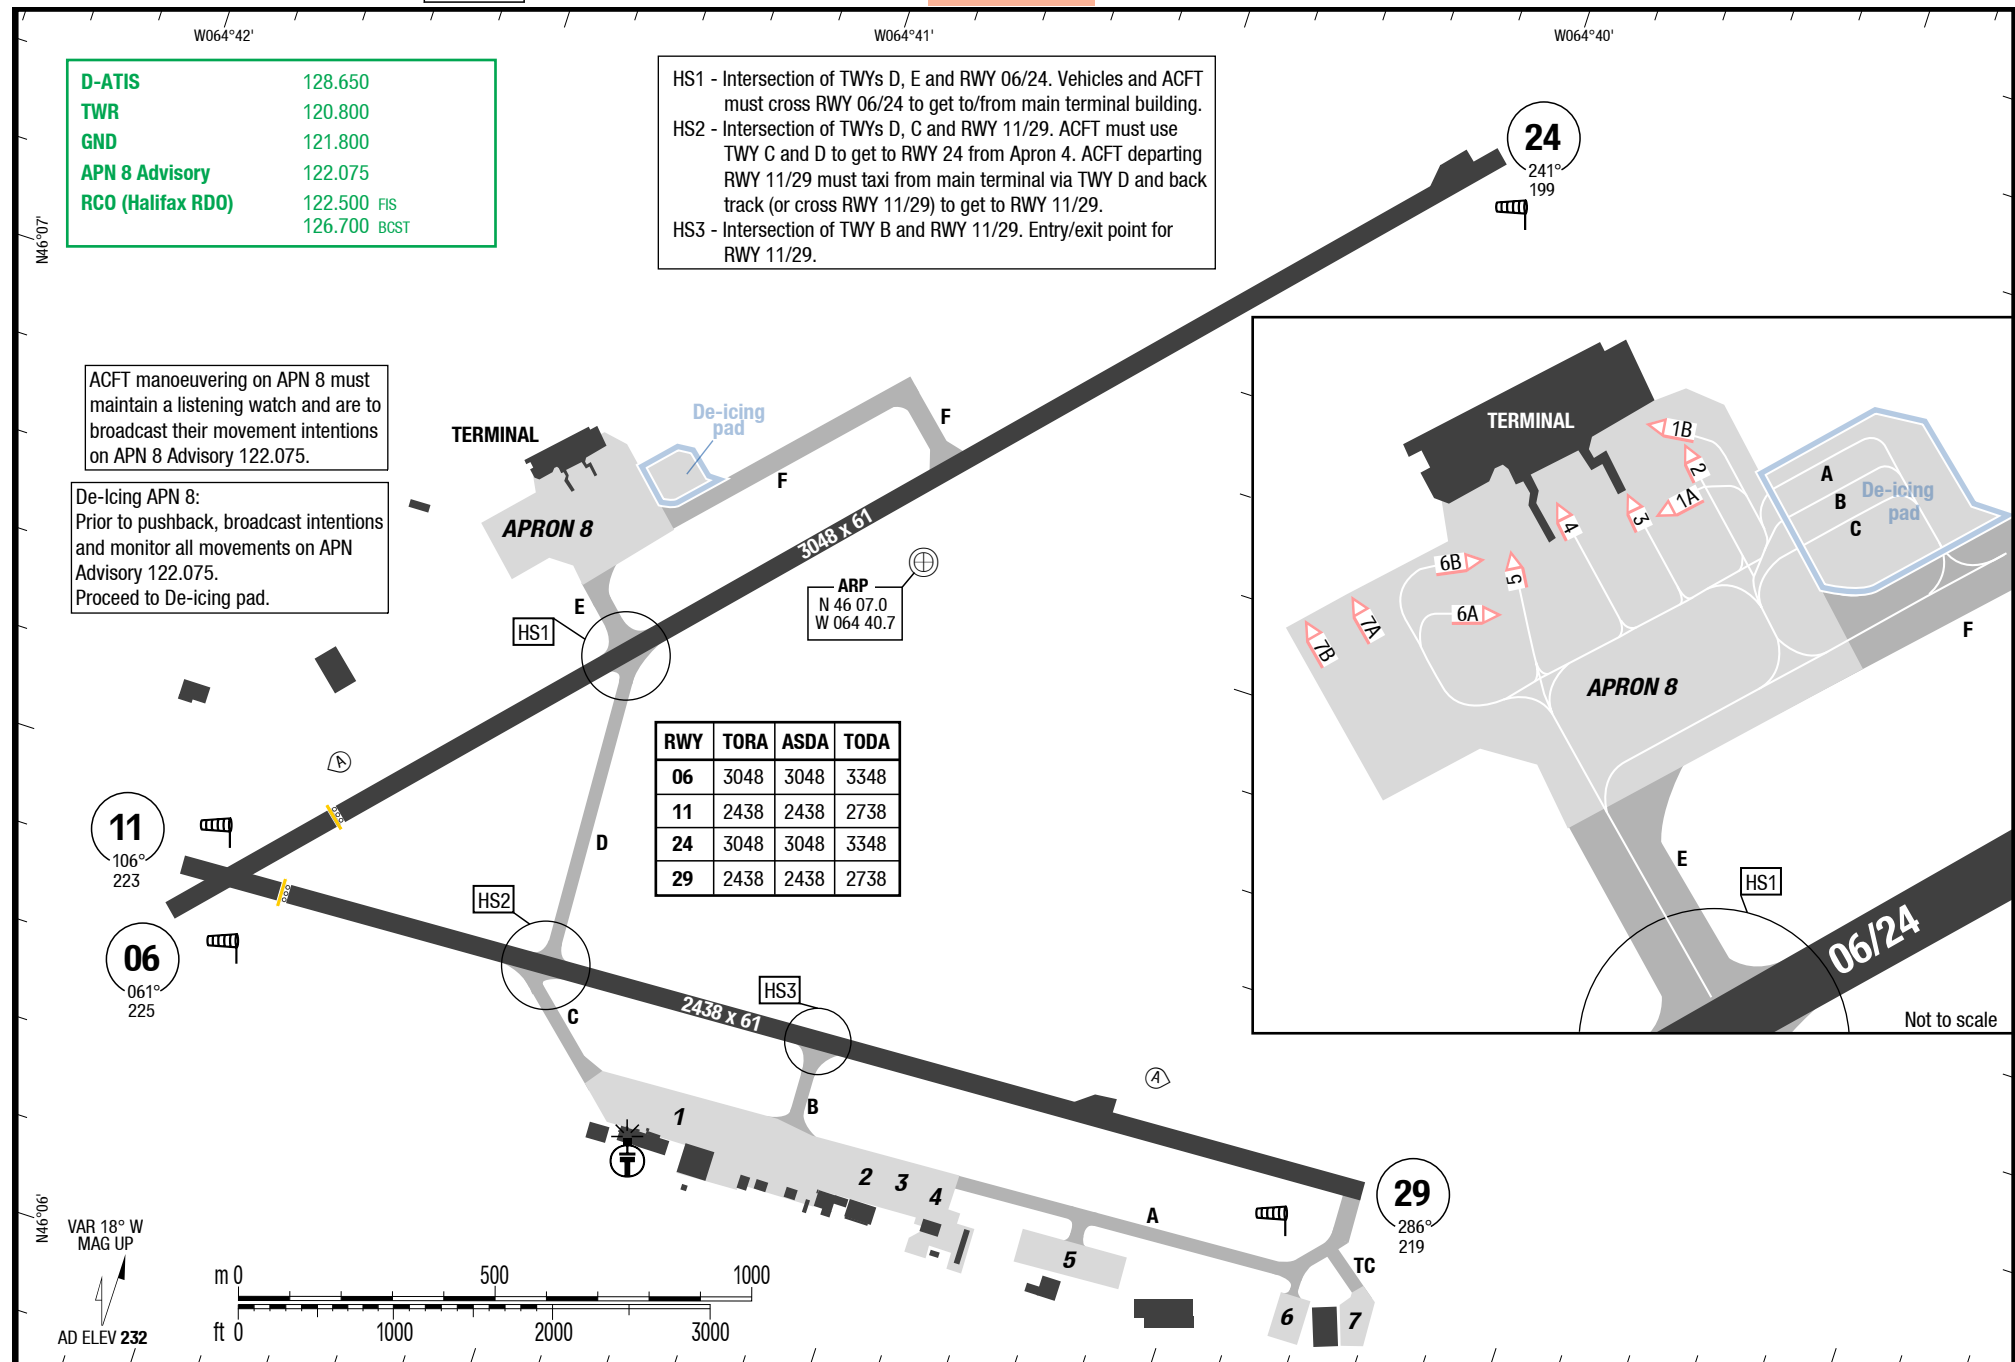 W064°42'
W064°41'
W064°40'
N46°07'
N46°06'
D-ATIS 128.650
TWR 120.800
GND 121.800
APN 8 Advisory 122.075
RCO (Halifax RDO) 122.500 FIS
126.700 BCST
HS1 - Intersection of TWYs D, E and RWY 06/24. Vehicles and ACFT
must cross RWY 06/24 to get to/from main terminal building.
HS2 - Intersection of TWYs D, C and RWY 11/29. ACFT must use
TWY C and D to get to RWY 24 from Apron 4. ACFT departing
RWY 11/29 must taxi from main terminal via TWY D and back
track (or cross RWY 11/29) to get to RWY 11/29.
HS3 - Intersection of TWY B and RWY 11/29. Entry/exit point for
RWY 11/29.
24
241°
199
ACFT manoeuvering on APN 8 must
maintain a listening watch and are to
broadcast their movement intentions
on APN 8 Advisory 122.075.
De-Icing APN 8:
Prior to pushback, broadcast intentions
and monitor all movements on APN
Advisory 122.075.
Proceed to De-icing pad.
TERMINAL
De-icing
pad
F
F
APRON 8
3048 x 61
E
HS1
ARP
N 46 07.0
W 064 40.7
TERMINAL
1B
2
1A
3
4
5
6B
6A
7A
7B
A
B
C
De-icing
pad
F
APRON 8
E
HS1
06/24
Not to scale
RWY TORA ASDA TODA
06 3048 3048 3348
11 2438 2438 2738
24 3048 3048 3348
29 2438 2438 2738
A
11
106°
223
06
061°
225
D
HS2
C
2438 x 61
HS3
B
A
1
2
3
4
5
6
7
A
TC
29
286°
219
VAR 18° W
MAG UP
AD ELEV 232
m 0 500 1000
ft 0 1000 2000 3000